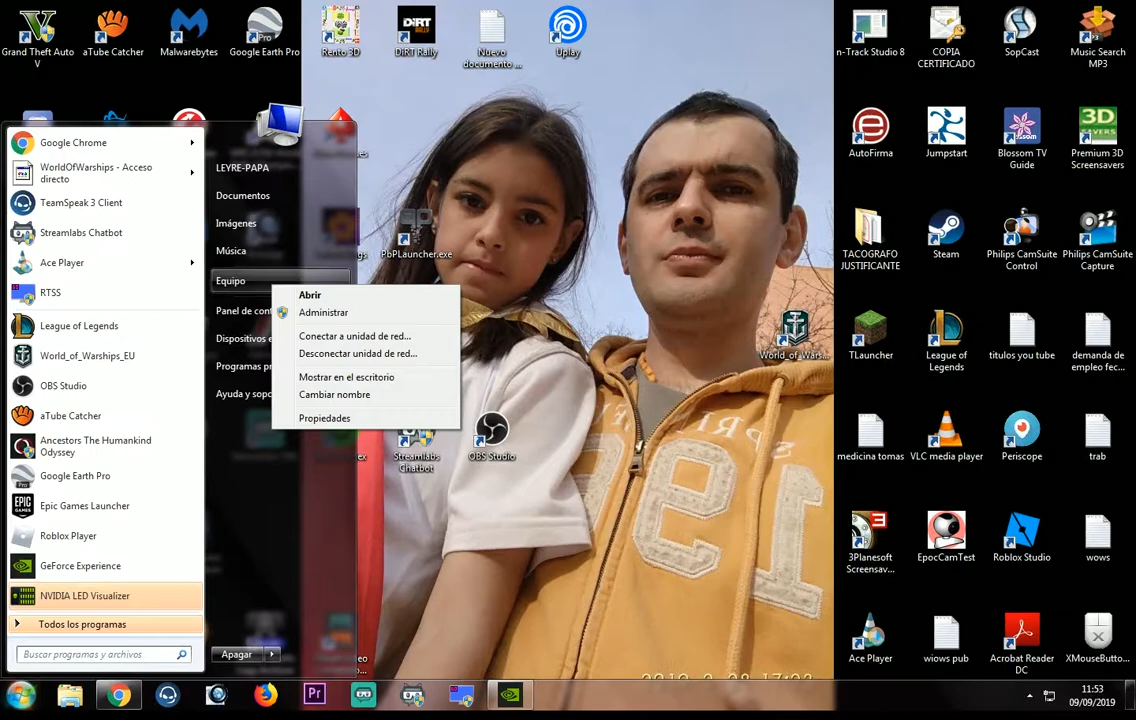 Grand Theft Auto
V
aTube Catcher
Malwarebytes
Google Earth Pro
Rento 3D
DiRT Rally
Nuevo
documento ...
Uplay
n-Track Studio 8
COPIA
CERTIFICADO
SopCast
Music Search
MP3
Google Chrome
WorldOfWarships - Acceso
directo
TeamSpeak 3 Client
Streamlabs Chatbot
Ace Player
RTSS
League of Legends
World_of_Warships_EU
OBS Studio
aTube Catcher
Ancestors The Humankind
Odyssey
Google Earth Pro
Epic Games Launcher
Roblox Player
GeForce Experience
NVIDIA LED Visualizer
Todos los programas
Buscar programas y archivos
LEYRE-PAPA
Documentos
Imágenes
Música
Equipo
Panel de cont
Dispositivos e
Programas pr
Ayuda y sopo
Apagar
Abrir
Administrar
Conectar a unidad de red...
Desconectar unidad de red...
Mostrar en el escritorio
Cambiar nombre
Propiedades
PbPLauncher.exe
Streamlabs
Chatbot
OBS Studio
World_of_Wars...
AutoFirma
Jumpstart
Blossom TV
Guide
Premium 3D
Screensavers
TACOGRAFO
JUSTIFICANTE
Steam
Philips CamSuite
Control
Philips CamSuite
Capture
TLauncher
League of
Legends
titulos you tube
demanda de
empleo fec...
medicina tomas
VLC media player
Periscope
trab
3Planesoft
Screensav...
EpocCamTest
Roblox Studio
wows
Ace Player
wiows pub
Acrobat Reader
DC
XMouseButto...
11:53
09/09/2019